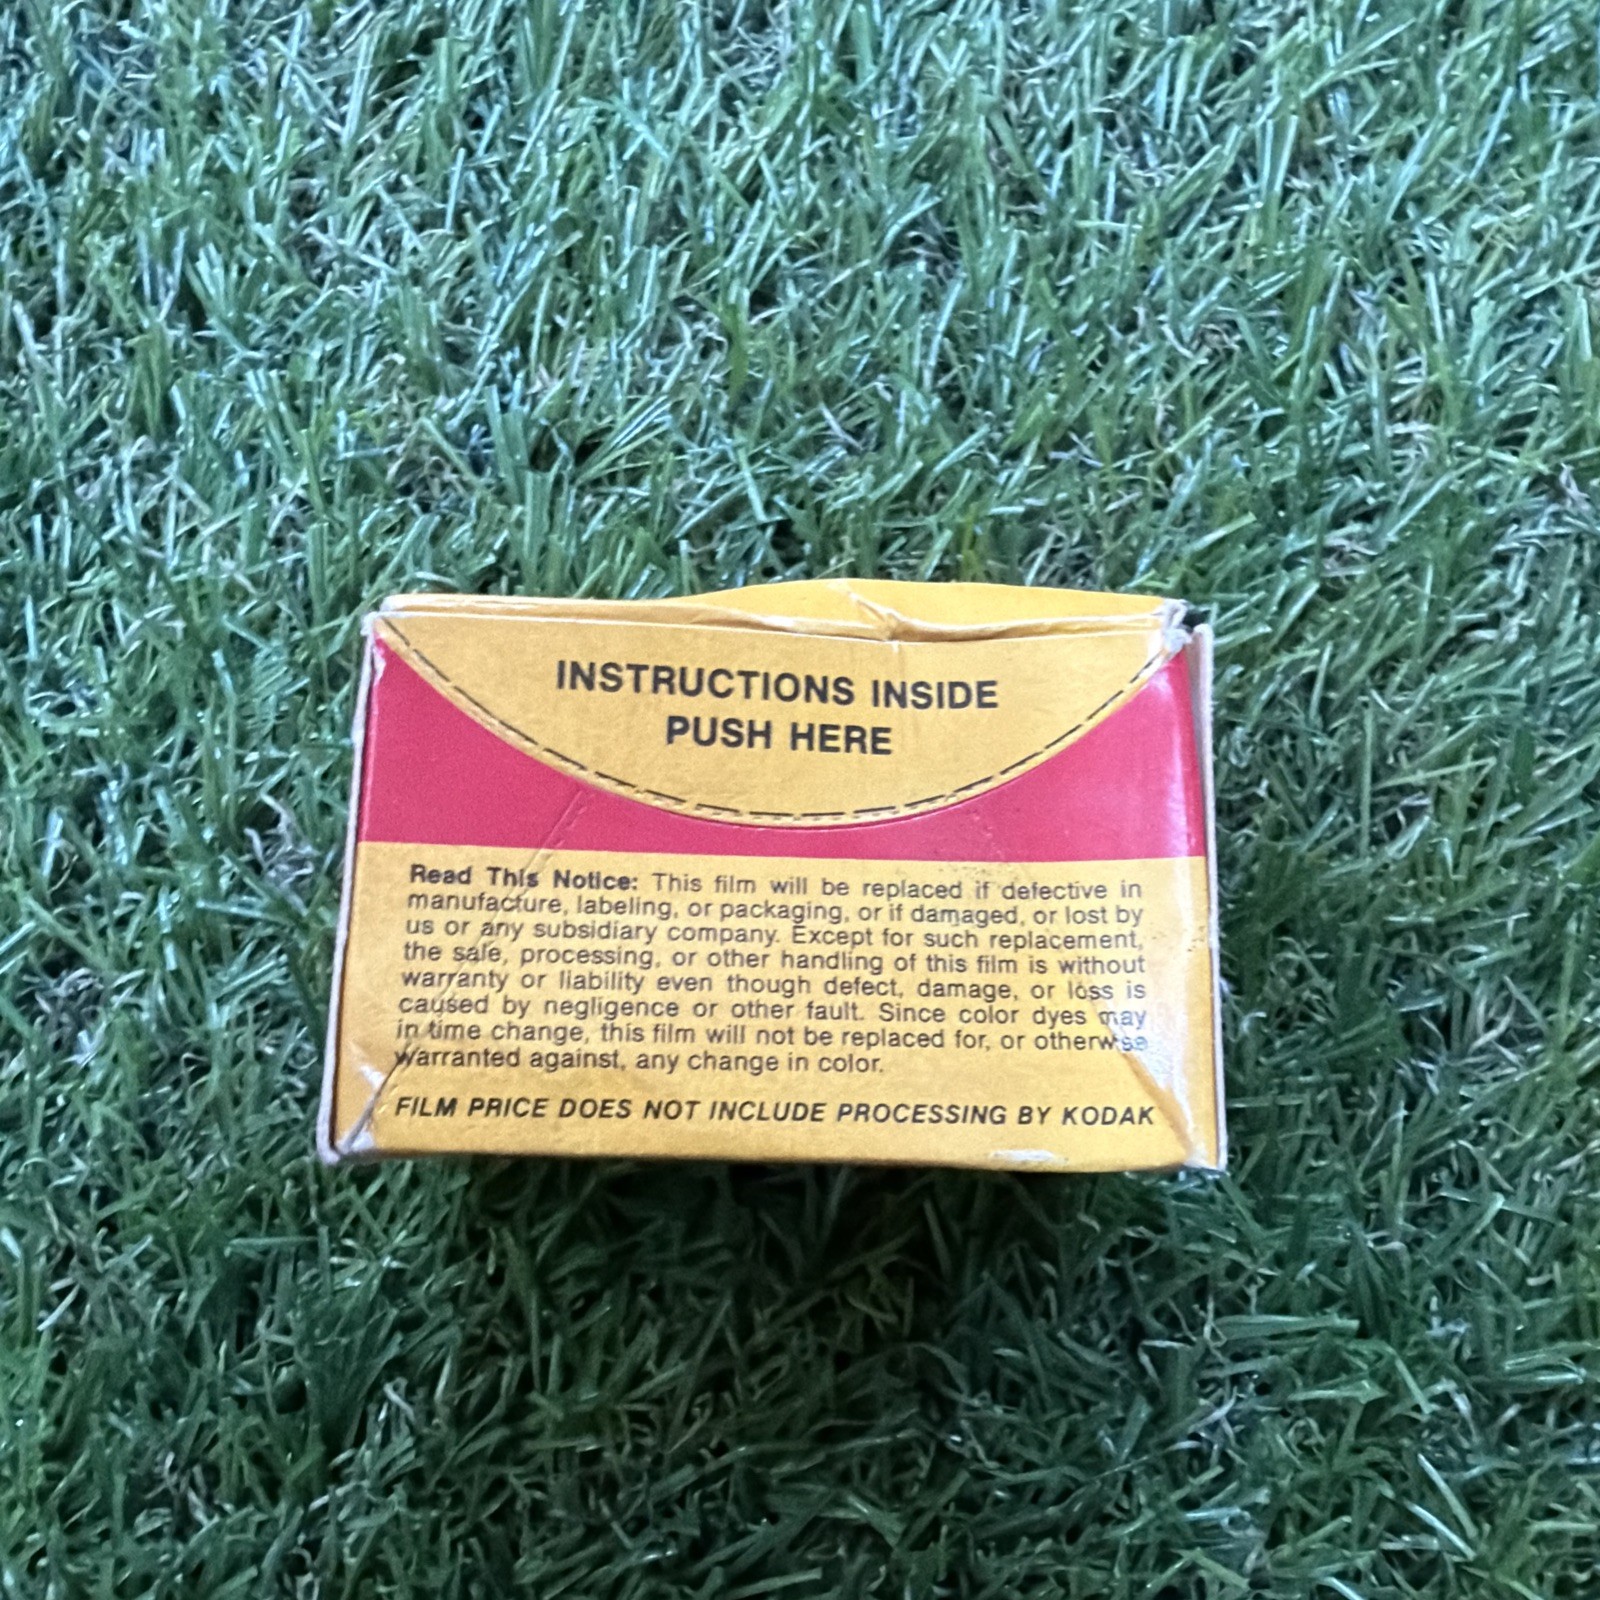 INSTRUCTIONS INSIDE
PUSH HERE
Read This Notice: This film will be replaced if defective in
manufacture, labeling, or packaging, or if damaged, or lost by
us or any subsidiary company. Except for such replacement,
the sale, processing, or other handling of this film is without
warranty or liability even though defect, damage, or loss is
caused by negligence or other fault. Since color dyes may
in time change, this film will not be replaced for, or otherwise
warranted against, any change in color.
FILM PRICE DOES NOT INCLUDE PROCESSING BY KODAK